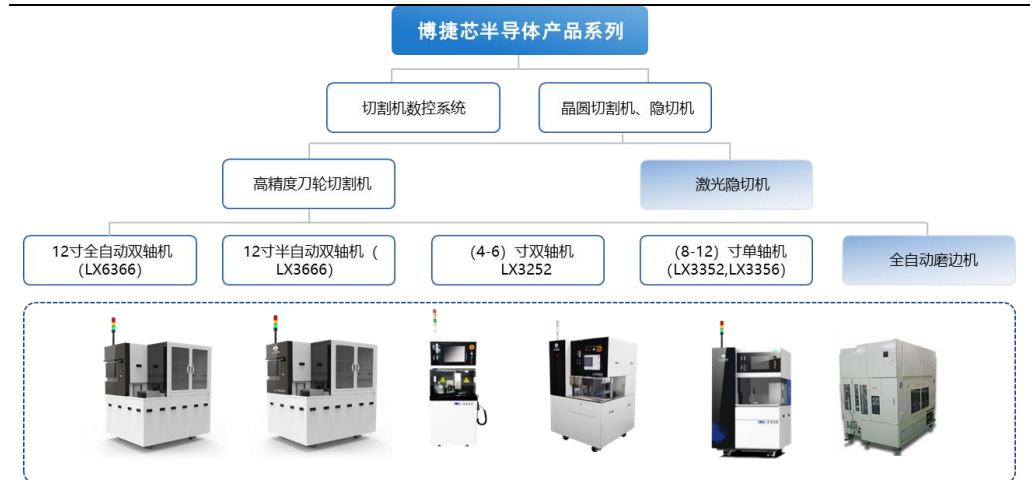 博捷芯半导体产品系列
切割机数控系统
晶圆切割机、隐切机
高精度刀轮切割机
激光隐切机
12寸全自动双轴机
（LX6366）
12寸半自动双轴机（
LX3666）
（4-6）寸双轴机
LX3252
（8-12）寸单轴机
（LX3352,LX3356）
全自动磨边机